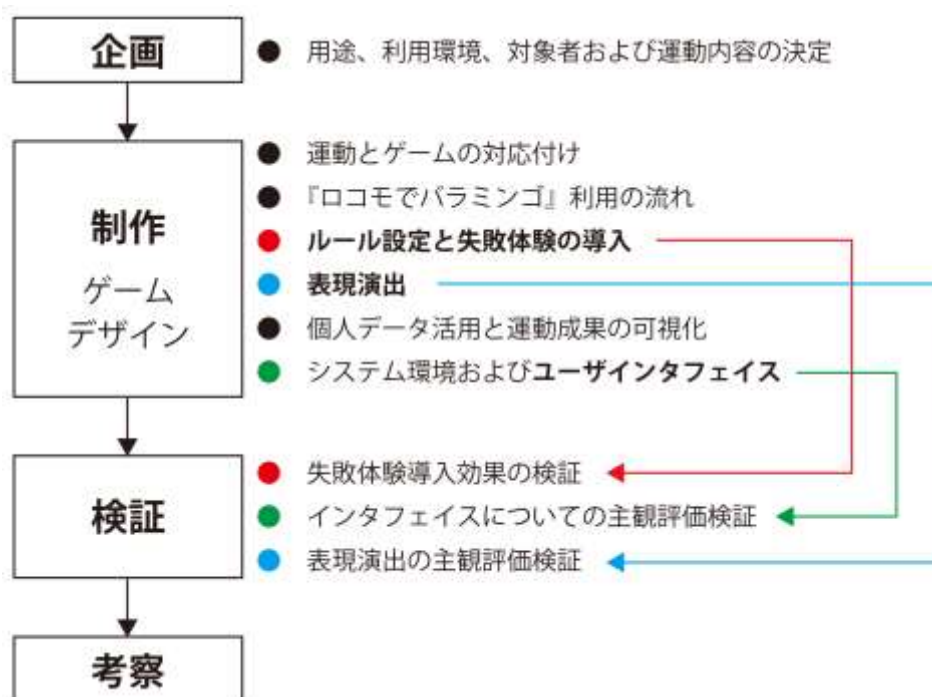 企画
用途、利用環境、対象者および運動内容の決定
制作
ゲーム
デザイン
運動とゲームの対応付け
『ロコモでバラミンゴ』利用の流れ
ルール設定と失敗体験の導入
表現演出
個人データ活用と運動成果の可視化
システム環境およびユーザインタフェイス
検証
失敗体験導入効果の検証
インタフェイスについての主観評価検証
表現演出の主観評価検証
考察